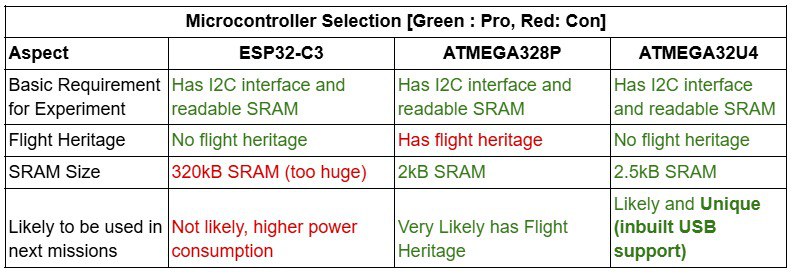 Microcontroller Selection [Green : Pro, Red: Con]
Aspect ESP32-C3 ATMEGA328P ATMEGA32U4
Basic Requirement for Experiment Has I2C interface and readable SRAM Has I2C interface and readable SRAM Has I2C interface and readable SRAM
Flight Heritage No flight heritage Has flight heritage No flight heritage
SRAM Size 320kB SRAM (too huge) 2kB SRAM 2.5kB SRAM
Likely to be used in next missions Not likely, higher power consumption Very Likely has Flight Heritage Likely and Unique (inbuilt USB support)